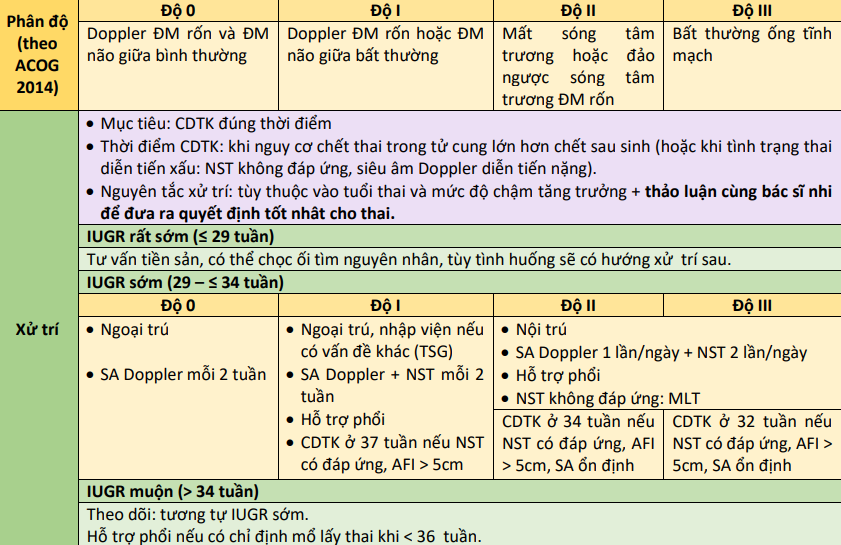 Phân độ
(theo
ACOG
2014)
Độ 0
Độ I
Độ II
Độ III
Doppler ĐM rốn và ĐM
não giữa bình thường
Doppler ĐM rốn hoặc ĐM
não giữa bất thường
Mất sóng tâm
trương hoặc đảo
ngược sóng tâm
trương ĐM rốn
Bất thường ống tĩnh
mạch
Xử trí
• Mục tiêu: CDTK đúng thời điểm
• Thời điểm CDTK: khi nguy cơ chết thai trong tử cung lớn hơn chết sau sinh (hoặc khi tình trạng thai
diễn tiến xấu: NST không đáp ứng, siêu âm Doppler diễn tiến nặng).
• Nguyên tắc xử trí: tùy thuộc vào tuổi thai và mức độ chậm tăng trưởng + thảo luận cùng bác sĩ nhi
để đưa ra quyết định tốt nhât cho thai.
IUGR rất sớm (≤ 29 tuần)
Tư vấn tiền sản, có thể chọc ối tìm nguyên nhân, tùy tình huống sẽ có hướng xử trí sau.
IUGR sớm (29 – ≤ 34 tuần)
Độ 0
Độ I
Độ II
Độ III
• Ngoại trú
• SA Doppler mỗi 2 tuần
• Ngoại trú, nhập viện nếu
có vấn đề khác (TSG)
• SA Doppler + NST mỗi 2
tuần
• Hỗ trợ phổi
• CDTK ở 37 tuần nếu NST
có đáp ứng, AFI > 5cm
• Nội trú
• SA Doppler 1 lần/ngày + NST 2 lần/ngày
• Hỗ trợ phổi
• NST không đáp ứng: MLT
CDTK ở 34 tuần nếu
NST có đáp ứng, AFI
> 5cm, SA ổn định
CDTK ở 32 tuần nếu
NST có đáp ứng, AFI >
5cm, SA ổn định
IUGR muộn (> 34 tuần)
Theo dõi: tương tự IUGR sớm.
Hỗ trợ phổi nếu có chỉ định mổ lấy thai khi < 36 tuần.